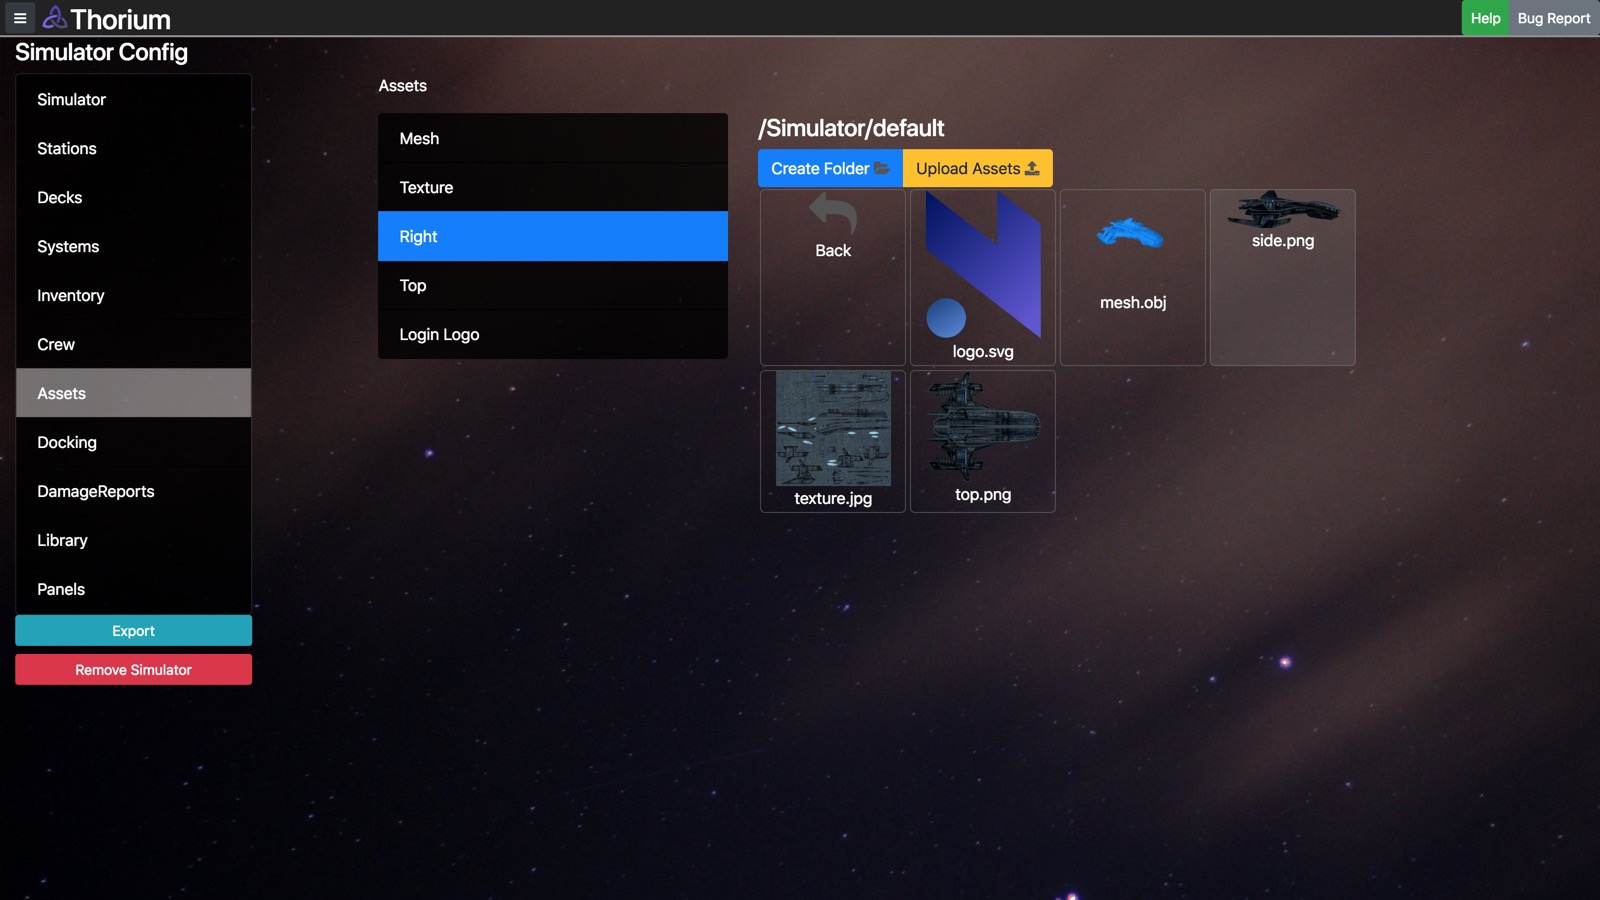 Thorium
Help
Bug Report
Simulator Config
Simulator
Stations
Decks
Systems
Inventory
Crew
Assets
Docking
DamageReports
Library
Panels
Export
Remove Simulator
Assets
Mesh
Texture
Right
Top
Login Logo
/Simulator/default
Create Folder
Upload Assets
Back
logo.svg
mesh.obj
side.png
texture.jpg
top.png